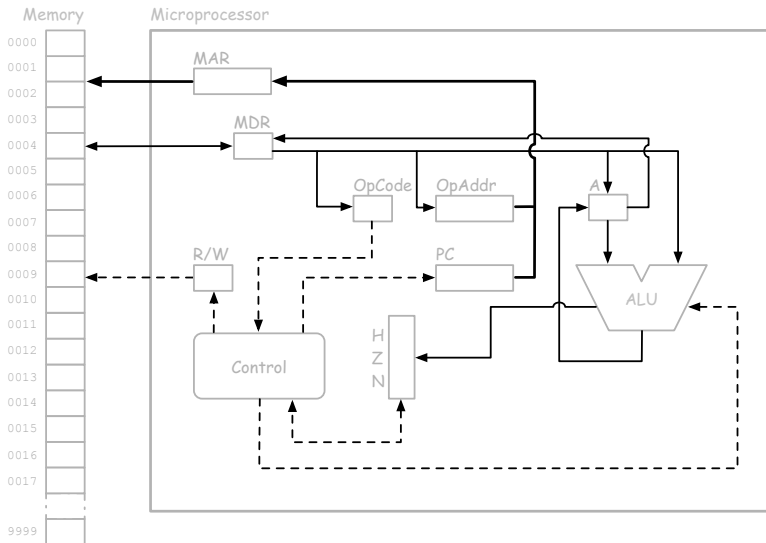 Memory
Microprocessor
0000
0001
0002
0003
0004
0005
0006
0007
0008
0009
0010
0011
0012
0013
0014
0015
0016
0017
9999
MAR
MDR
OpCode
OpAddr
A
R/W
PC
ALU
H
Z
N
Control